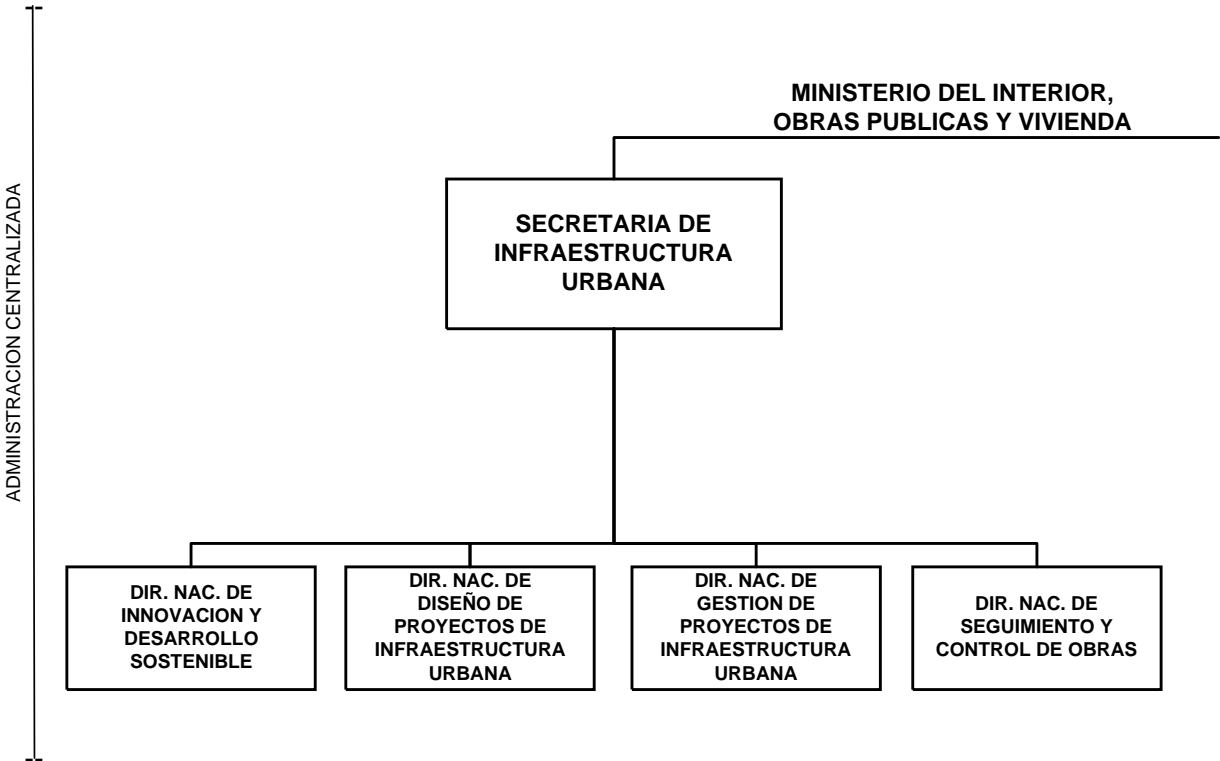 MINISTERIO DEL INTERIOR,
OBRAS PUBLICAS Y VIVIENDA
ADMINISTRACION CENTRALIZADA
SECRETARIA DE
INFRAESTRUCTURA
URBANA
DIR. NAC. DE
INNOVACION Y
DESARROLLO
SOSTENIBLE
DIR. NAC. DE
DISEÑO DE
PROYECTOS DE
INFRAESTRUCTURA
URBANA
DIR. NAC. DE
GESTION DE
PROYECTOS DE
INFRAESTRUCTURA
URBANA
DIR. NAC. DE
SEGUIMIENTO Y
CONTROL DE OBRAS